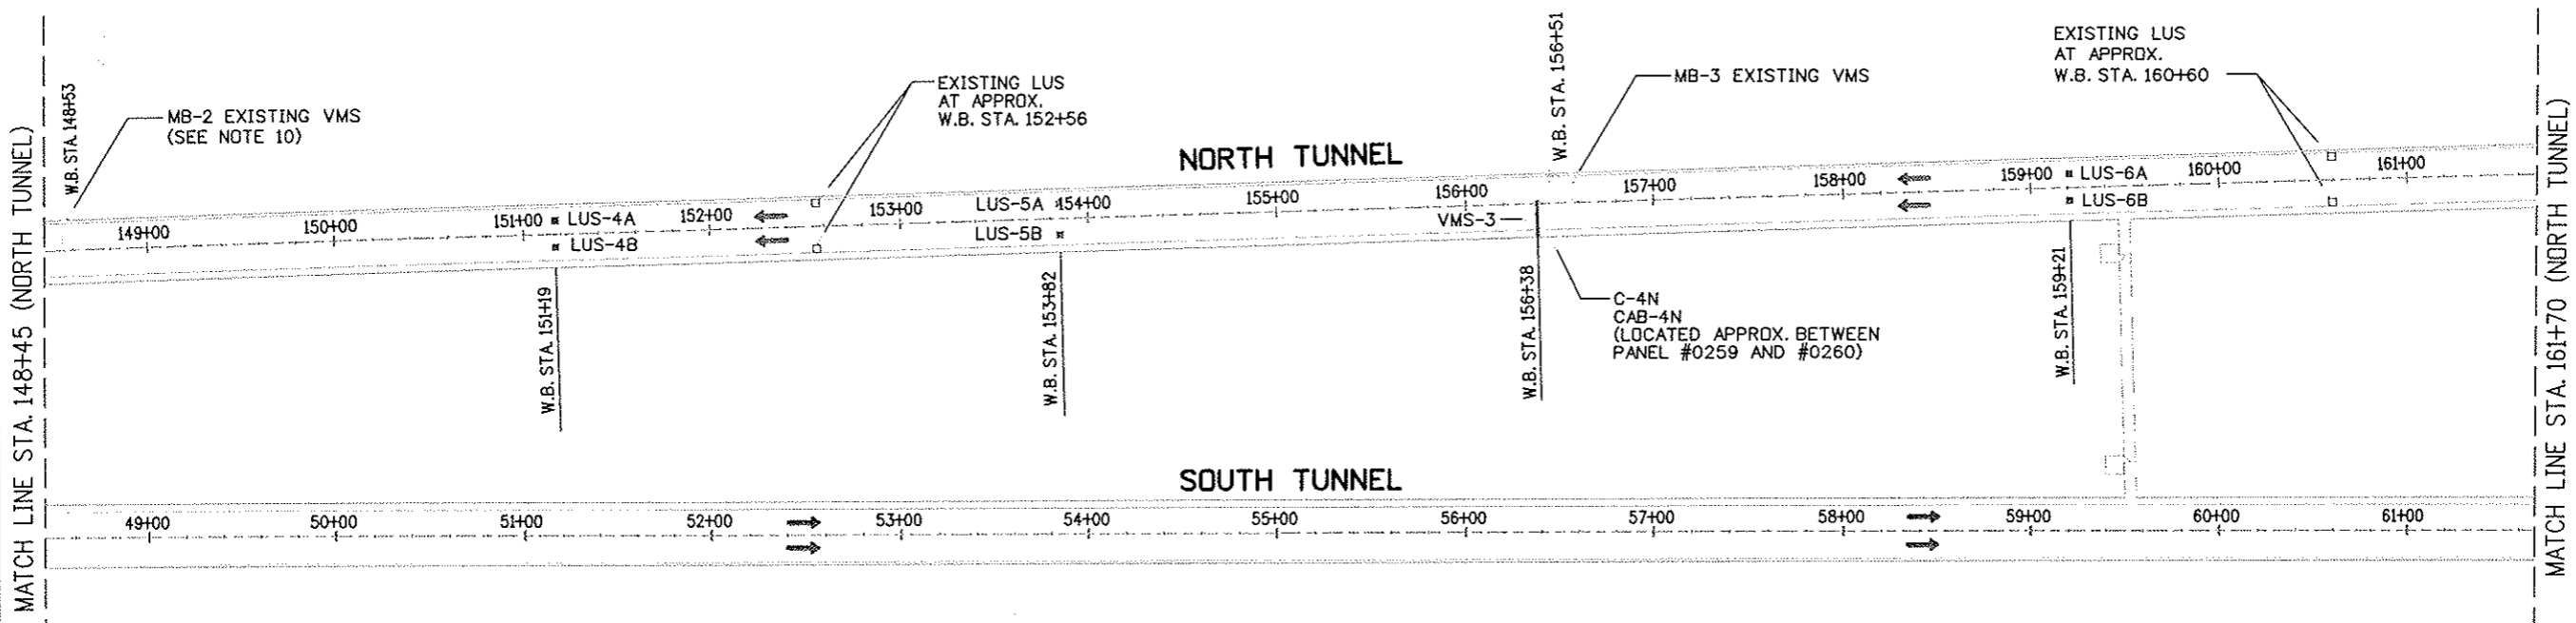 MATCH LINE STA. 148+45 (NORTH TUNNEL)
W.B. STA. 148+53
MB-2 EXISTING VMS
(SEE NOTE 10)
EXISTING LUS
AT APPROX.
W.B. STA. 152+56
NORTH TUNNEL
W.B. STA. 156+51
MB-3 EXISTING VMS
EXISTING LUS
AT APPROX.
W.B. STA. 160+60
MATCH LINE STA. 161+70 (NORTH TUNNEL)
149+00
150+00
151+00
LUS-4A
LUS-4B
152+00
153+00
LUS-5A
LUS-5B
154+00
155+00
156+00
VMS-3
157+00
158+00
159+00
LUS-6A
LUS-6B
160+00
161+00
W.B. STA. 151+19
W.B. STA. 153+82
W.B. STA. 156+38
C-4N
CAB-4N
(LOCATED APPROX. BETWEEN
PANEL #0259 AND #0260)
W.B. STA. 159+21
SOUTH TUNNEL
49+00
50+00
51+00
52+00
53+00
54+00
55+00
56+00
57+00
58+00
59+00
60+00
61+00